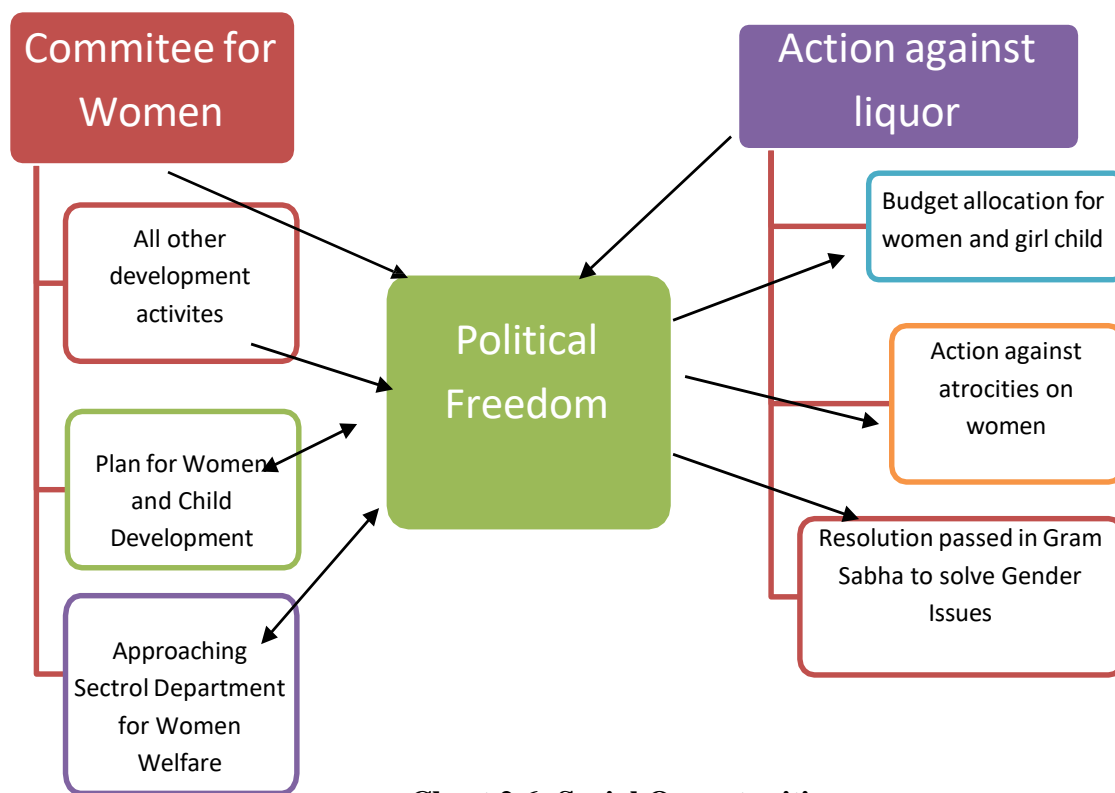 Commitee for
Women
All other
development
activites
Plan for Women
and Child
Development
Approaching
Sectrol Department
for Women
Welfare
Political
Freedom
Action against
liquor
Budget allocation for
women and girl child
Action against
atrocities on
women
Resolution passed in Gram
Sabha to solve Gender
Issues